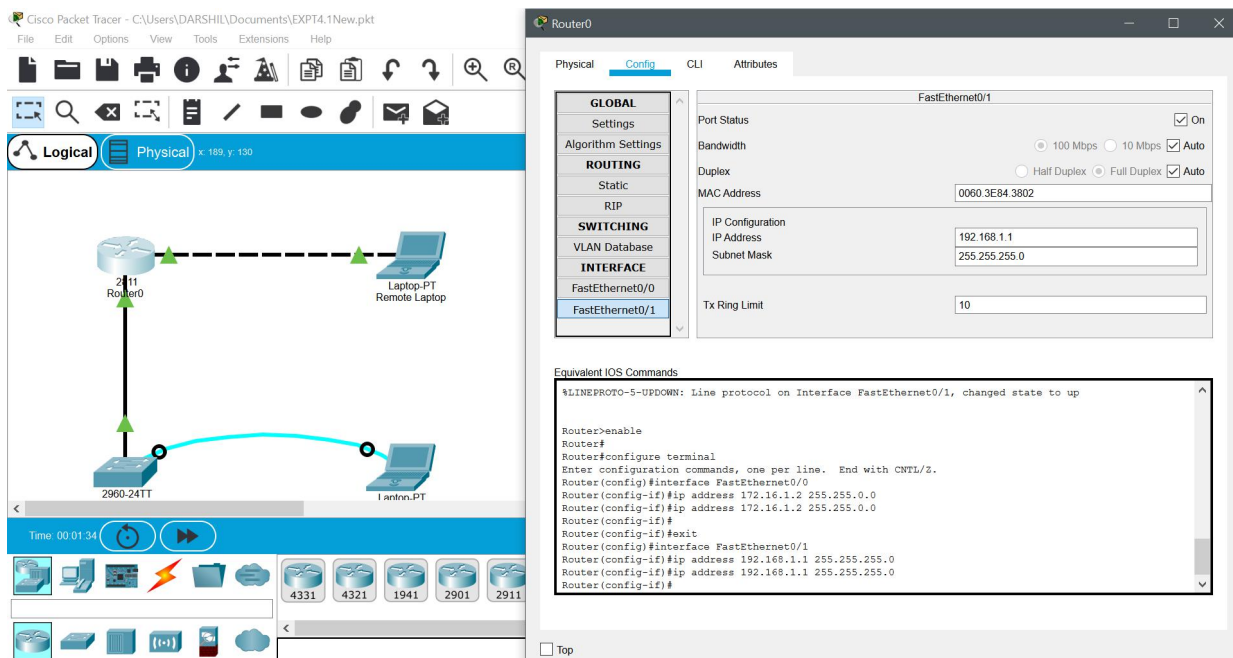 Cisco Packet Tracer - C:\Users\DARSHIL\Documents\EXPT4.1New.pkt
File Edit Options View Tools Extensions Help
Logical
Physical
x: 189, y: 130
2811
Router0
Laptop-PT
Remote Laptop
2960-24TT
Laptop-PT
Time: 00:01:34
4331 4321 1941 2901 2911
Router0
Physical Config CLI Attributes
GLOBAL
Settings
Algorithm Settings
ROUTING
Static
RIP
SWITCHING
VLAN Database
INTERFACE
FastEthernet0/0
FastEthernet0/1
FastEthernet0/1
Port Status On
Bandwidth 100 Mbps 10 Mbps Auto
Duplex Half Duplex Full Duplex Auto
MAC Address 0060.3E84.3802
IP Configuration
IP Address 192.168.1.1
Subnet Mask 255.255.255.0
Tx Ring Limit 10
Equivalent IOS Commands
%LINEPROTO-5-UPDOWN: Line protocol on Interface FastEthernet0/1, changed state to up
Router>enable
Router#
Router#configure terminal
Enter configuration commands, one per line. End with CNTL/Z.
Router(config)#interface FastEthernet0/0
Router(config-if)#ip address 172.16.1.2 255.255.0.0
Router(config-if)#ip address 172.16.1.2 255.255.0.0
Router(config-if)#
Router(config-if)#exit
Router(config)#interface FastEthernet0/1
Router(config-if)#ip address 192.168.1.1 255.255.255.0
Router(config-if)#ip address 192.168.1.1 255.255.255.0
Router(config-if)#
Top